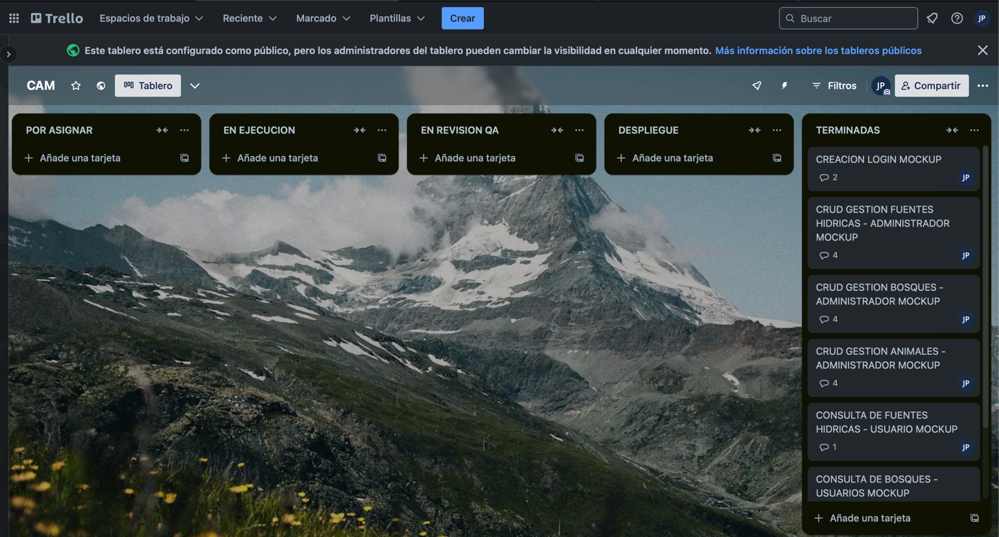 Trello
Espacios de trabajo
Reciente
Marcado
Plantillas
Crear
Buscar
JP
Este tablero está configurado como público, pero los administradores del tablero pueden cambiar la visibilidad en cualquier momento. Más información sobre los tableros públicos
CAM
Tablero
Filtros
JP
Compartir
POR ASIGNAR
Añade una tarjeta
EN EJECUCION
Añade una tarjeta
EN REVISION QA
Añade una tarjeta
DESPLIEGUE
Añade una tarjeta
TERMINADAS
CREACION LOGIN MOCKUP
2
JP
CRUD GESTION FUENTES
HIDRICAS - ADMINISTRADOR
MOCKUP
4
JP
CRUD GESTION BOSQUES -
ADMINISTRADOR MOCKUP
4
JP
CRUD GESTION ANIMALES -
ADMINISTRADOR MOCKUP
4
JP
CONSULTA DE FUENTES
HIDRICAS - USUARIO MOCKUP
1
JP
CONSULTA DE BOSQUES -
USUARIOS MOCKUP
Añade una tarjeta